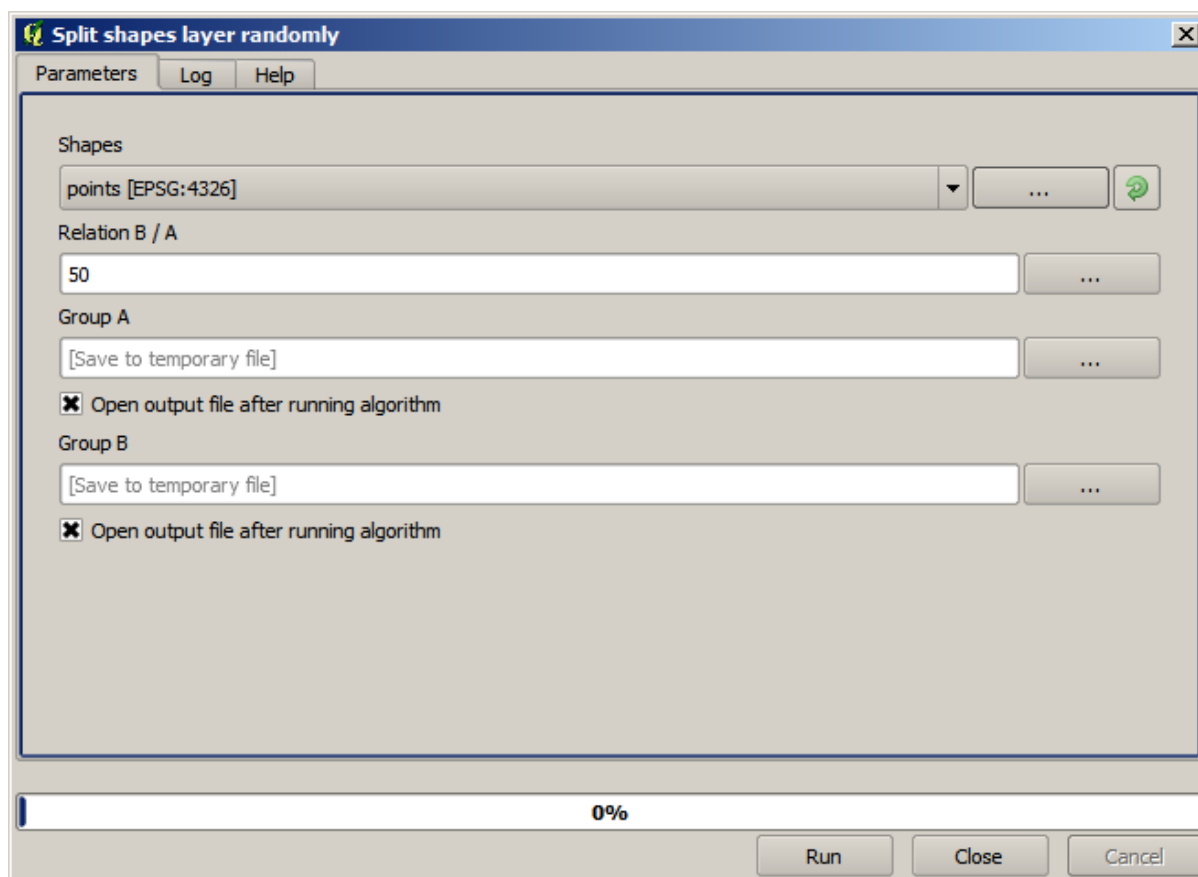 Split shapes layer randomly
Parameters Log Help
Shapes
points [EPSG:4326] ...
Relation B / A
50 ...
Group A
[Save to temporary file] ...
Open output file after running algorithm
Group B
[Save to temporary file] ...
Open output file after running algorithm
0%
Run Close Cancel